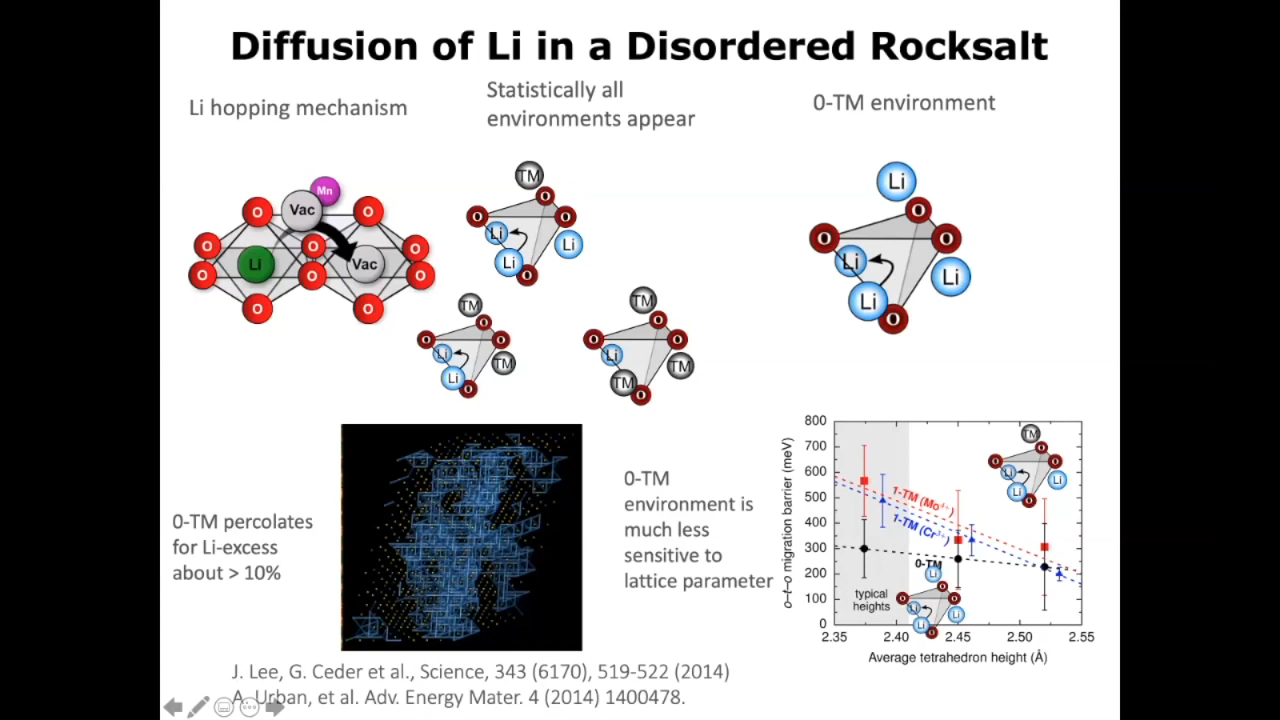 Diffusion of Li in a Disordered Rocksalt
Li hopping mechanism
Statistically all
environments appear
0-TM environment
Mn
Vac
O
O
O
O
O
Li
Vac
O
O
O
O
O
TM
O
O
O
Li
Li
Li
O
TM
O
O
O
Li
TM
Li
O
TM
O
O
O
Li
TM
TM
O
Li
O
O
O
Li
Li
Li
O
0-TM percolates
for Li-excess
about > 10%
0-TM
environment is
much less
sensitive to
lattice parameter
o–t–o migration barrier (meV)
800
700
600
500
400
300
200
100
0
1-TM (Mo⁴⁺)
1-TM (Cr³⁺)
0-TM
typical
heights
TM
O
O
O
Li
Li
Li
O
Li
O
O
O
Li
Li
Li
O
2.35 2.40 2.45 2.50 2.55
Average tetrahedron height (Å)
J. Lee, G. Ceder et al., Science, 343 (6170), 519-522 (2014)
A. Urban, et al. Adv. Energy Mater. 4 (2014) 1400478.